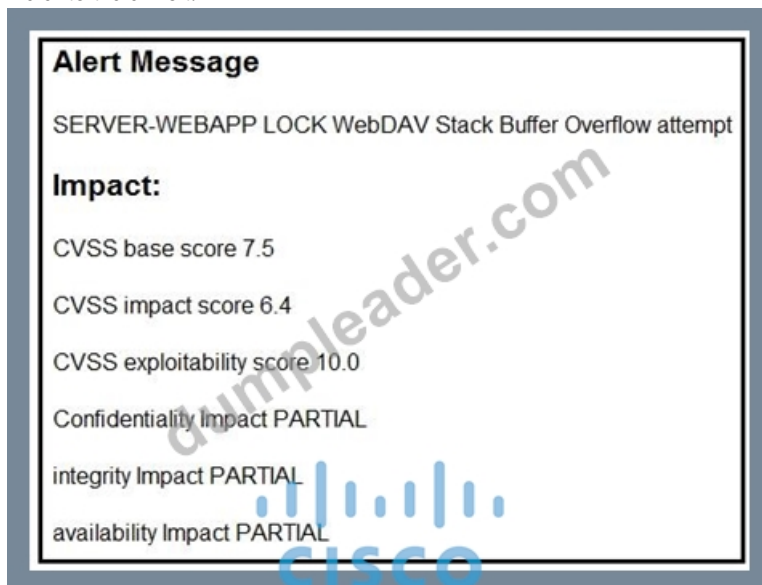 Alert Message
SERVER-WEBAPP LOCK WebDAV Stack Buffer Overflow attempt
Impact:
CVSS base score 7.5
CVSS impact score 6.4
CVSS exploitability score 10.0
Confidentiality Impact PARTIAL
integrity Impact PARTIAL
availability Impact PARTIAL
dumpleader.com
CISCO